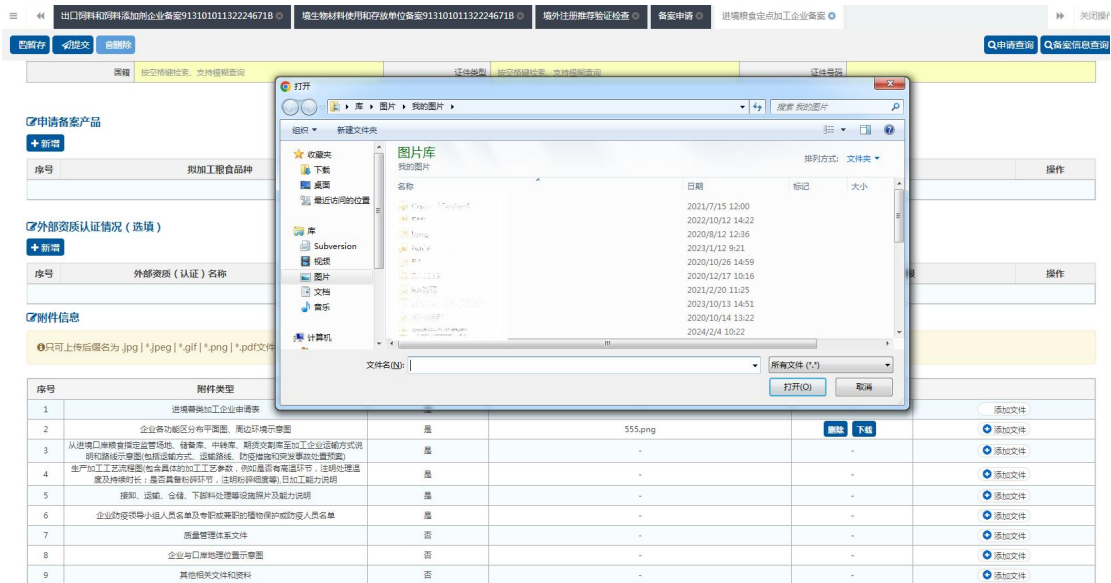 出口饲料和饲料添加剂企业备案91310101132224671B
境生物材料使用和存放单位备案91310101132224671B
境外注册推荐验证检查
备案申请
进境粮食定点加工企业备案
关闭操作
暂存
提交
删除
申请查询
备案信息查询
国籍
按空格键检索、支持模糊查询
证件类型
按空格键检索、支持模糊查询
证件号码
打开
库 图片 我的图片
搜索 我的图片
组织
新建文件夹
收藏夹
下载
桌面
最近访问的位置
库
Subversion
视频
图片
文档
音乐
计算机
图片库
我的图片
排列方式: 文件夹
名称 日期 标记 大小
2021/7/15 12:00
2022/10/12 14:22
2020/8/12 12:36
2023/1/12 9:21
2020/10/26 14:59
2020/12/17 10:16
2021/2/20 11:25
2023/10/13 14:51
2020/10/14 13:22
2024/2/4 10:22
文件名(N):
所有文件 (*.*)
打开(O)
取消
申请备案产品
新增
序号 拟加工粮食品种 操作
外部资质认证情况(选填)
新增
序号 外部资质(认证)名称 操作
附件信息
只可上传后缀名为 .jpg | *.jpeg | *.gif | *.png | *.pdf文件
序号 附件类型
1 进境薯类加工企业申请表 添加文件
2 企业各功能区分布平面图、周边环境示意图 是 555.png 删除 下载 添加文件
3 从进境口岸粮食指定监管场地、储备库、中转库、期货交割库至加工企业运输方式说
明和路线示意图(包括运输方式、运输路线、防疫措施和突发事故处置预案) 是 - - 添加文件
4 生产加工工艺流程图(包含具体的加工工艺参数,例如是否有高温环节,注明处理温
度及持续时长;是否具备粉碎环节,注明粉碎细度等),日加工能力说明 是 - - 添加文件
5 接卸、运输、仓储、下脚料处理等设施照片及能力说明 是 - - 添加文件
6 企业防疫领导小组人员名单及专职或兼职的植物保护或防疫人员名单 是 - - 添加文件
7 质量管理体系文件 否 - - 添加文件
8 企业与口岸地理位置示意图 否 - - 添加文件
9 其他相关文件和资料 否 - - 添加文件